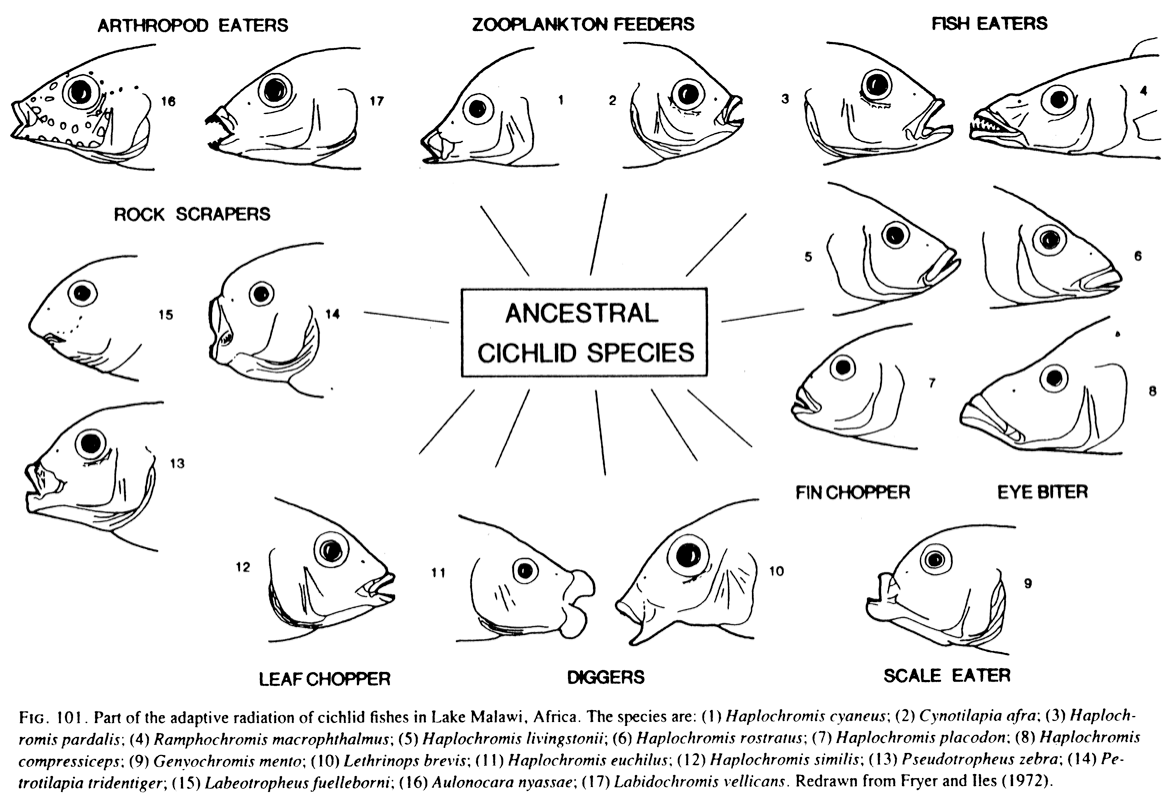 ARTHROPOD EATERS
ZOOPLANKTON FEEDERS
FISH EATERS
16
17
1
2
3
4
ROCK SCRAPERS
5
6
15
14
ANCESTRAL
CICHLID SPECIES
7
8
13
FIN CHOPPER
EYE BITER
12
11
10
9
LEAF CHOPPER
DIGGERS
SCALE EATER
FIG. 101. Part of the adaptive radiation of cichlid fishes in Lake Malawi, Africa. The species are: (1) Haplochromis cyaneus; (2) Cynotilapia afra; (3) Haploch-
romis pardalis; (4) Ramphochromis macrophthalmus; (5) Haplochromis livingstonii; (6) Haplochromis rostratus; (7) Haplochromis placodon; (8) Haplochromis
compressiceps; (9) Genyochromis mento; (10) Lethrinops brevis; (11) Haplochromis euchilus; (12) Haplochromis similis; (13) Pseudotropheus zebra; (14) Pe-
trotilapia tridentiger; (15) Labeotropheus fuelleborni; (16) Aulonocara nyassae; (17) Labidochromis vellicans. Redrawn from Fryer and Iles (1972).